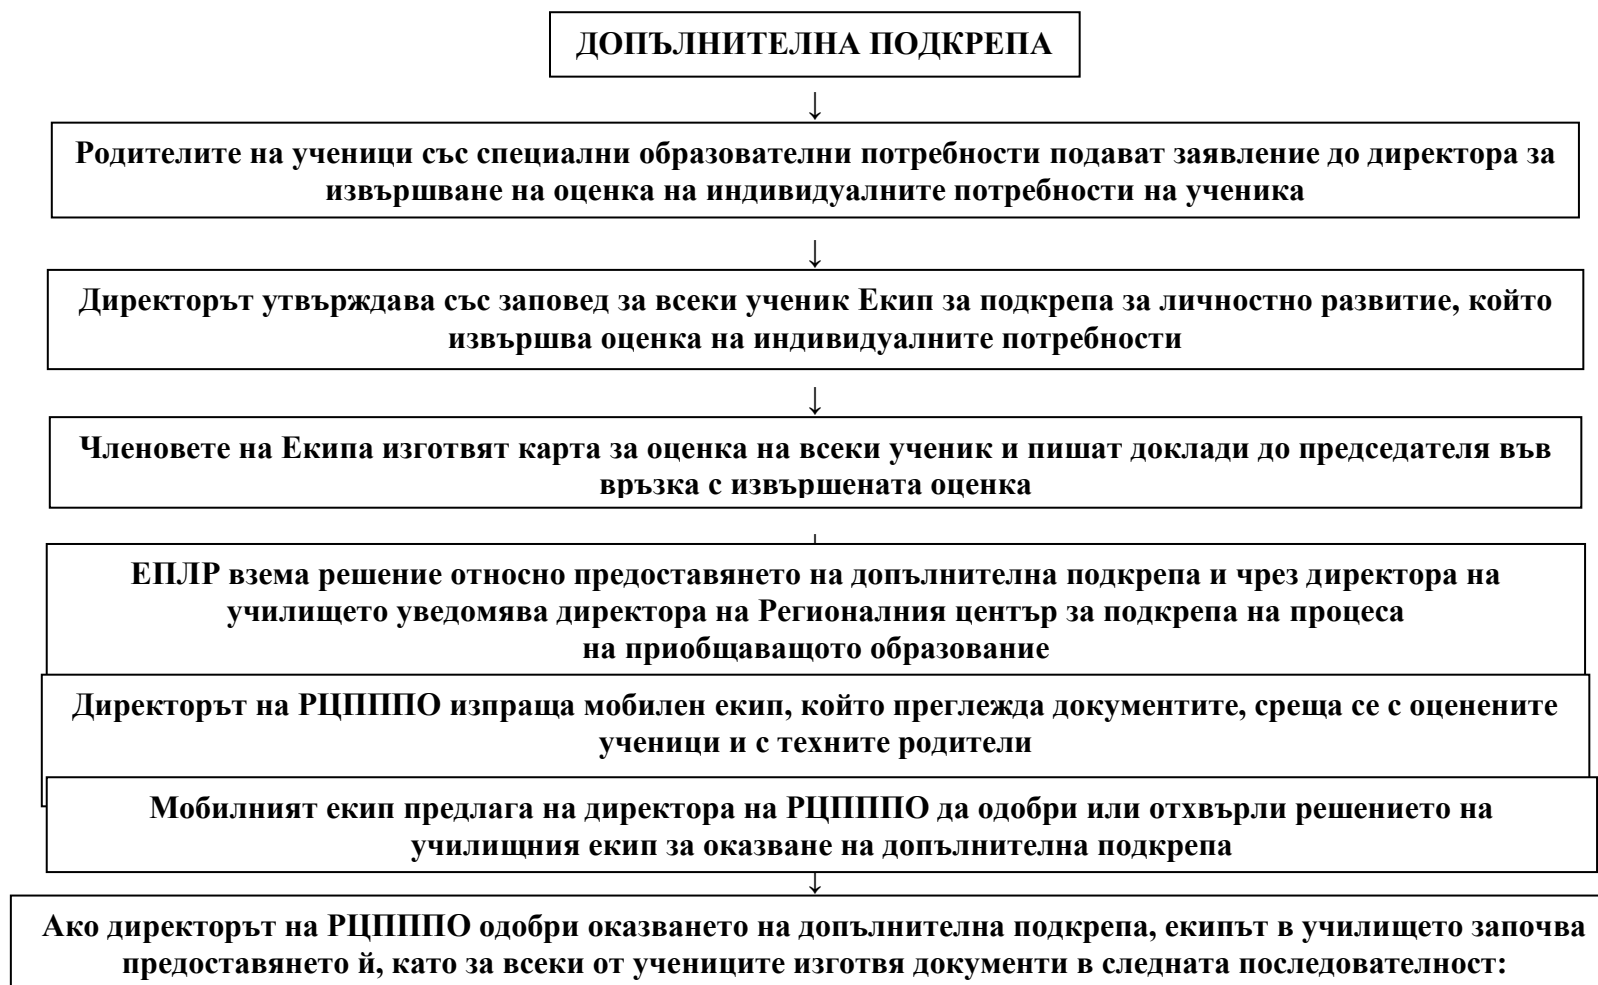 ДОПЪЛНИТЕЛНА ПОДКРЕПА
↓
Родителите на ученици със специални образователни потребности подават заявление до директора за
извършване на оценка на индивидуалните потребности на ученика
↓
Директорът утвърждава със заповед за всеки ученик Екип за подкрепа за личностно развитие, който
извършва оценка на индивидуалните потребности
↓
Членовете на Екипа изготвят карта за оценка на всеки ученик и пишат доклади до председателя във
връзка с извършената оценка
ЕПЛР взема решение относно предоставянето на допълнителна подкрепа и чрез директора на
училището уведомява директора на Регионалния център за подкрепа на процеса
на приобщаващото образование
Директорът на РЦПППО изпраща мобилен екип, който преглежда документите, среща се с оценените
ученици и с техните родители
Мобилният екип предлага на директора на РЦПППО да одобри или отхвърли решението на
училищния екип за оказване на допълнителна подкрепа
↓
Ако директорът на РЦПППО одобри оказването на допълнителна подкрепа, екипът в училището започва
предоставянето й, като за всеки от учениците изготвя документи в следната последователност: